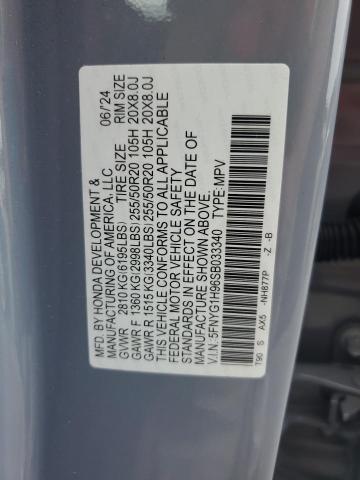 MFD. BY HONDA DEVELOPMENT & 06/'24
MANUFACTURING OF AMERICA, LLC
GVWR 2810 KG(6195LBS) TIRE SIZE RIM SIZE
GAWR F 1360 KG(2998LBS) 255/50R20 105H 20X8.0J
GAWR R 1515 KG(3340LBS) 255/50R20 105H 20X8.0J
THIS VEHICLE CONFORMS TO ALL APPLICABLE
FEDERAL MOTOR VEHICLE SAFETY
STANDARDS IN EFFECT ON THE DATE OF
MANUFACTURE SHOWN ABOVE.
V.I.N.: 5FNYG1H96SB033340 TYPE: MPV
T90 S AX5 -NH877P -Z -B